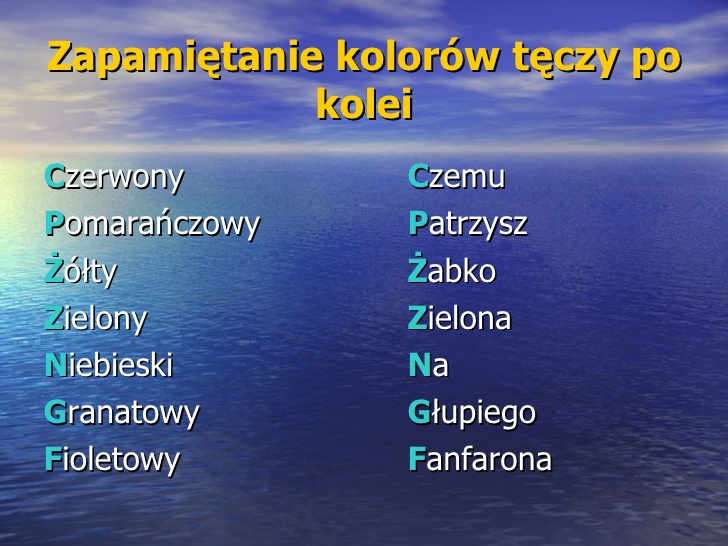 Zapamiętanie kolorów tęczy po
kolei
Czerwony
Pomarańczowy
Żółty
Zielony
Niebieski
Granatowy
Fioletowy
Czemu
Patrzysz
Żabko
Zielona
Na
Głupiego
Fanfarona